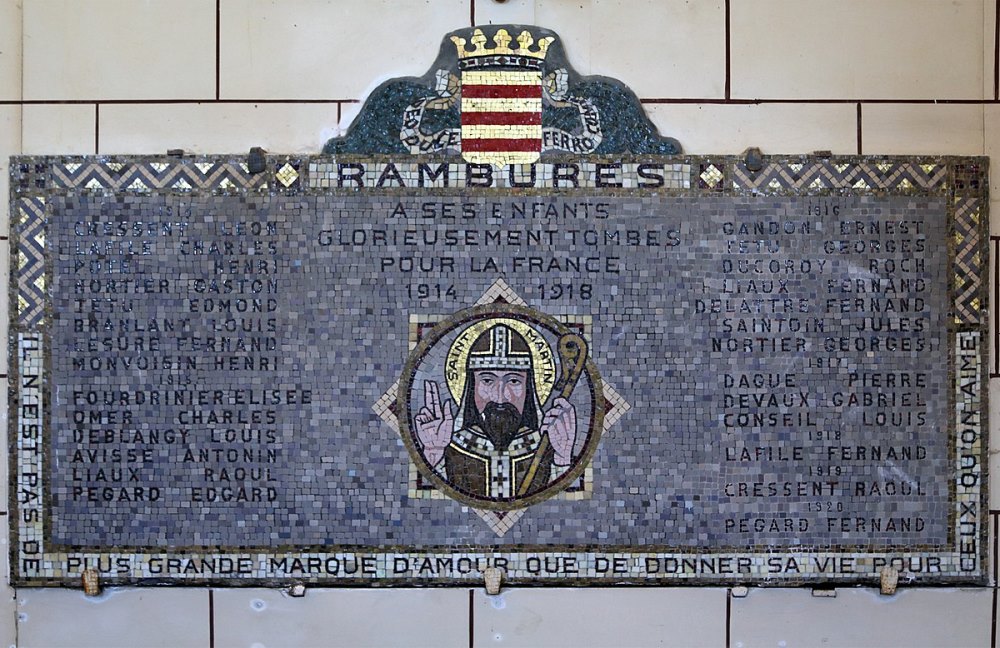 DUCE
FERRO
RAMBURES
A SES ENFANTS
GLORIEUSEMENT TOMBES
POUR LA FRANCE
1914 1918
CRESSENT LEON
LAFILE CHARLES
HENRI
NORTIER GASTON
TETU EDMOND
BRANLANT LOUIS
LESURE FERNAND
MONVOISIN HENRI
FOURDRINIER ELISEE
OMER CHARLES
DEBLANGY LOUIS
AVISSE ANTONIN
LIAUX RAOUL
PEGARD EDGARD
SAINT MARTIN
1916
GANDON ERNEST
TETU GEORGES
DUCOROY ROCH
LIAUX FERNAND
DELATTRE FERNAND
SAINTOIN JULES
NORTIER GEORGES
1917
DAGUE PIERRE
DEVAUX GABRIEL
CONSEIL LOUIS
1918
LAFILE FERNAND
1919
CRESSENT RAOUL
1920
PEGARD FERNAND
IL N'EST PAS DE
PLUS GRANDE MARQUE D'AMOUR QUE DE DONNER SA VIE POUR
CEUX QU'ON AIME